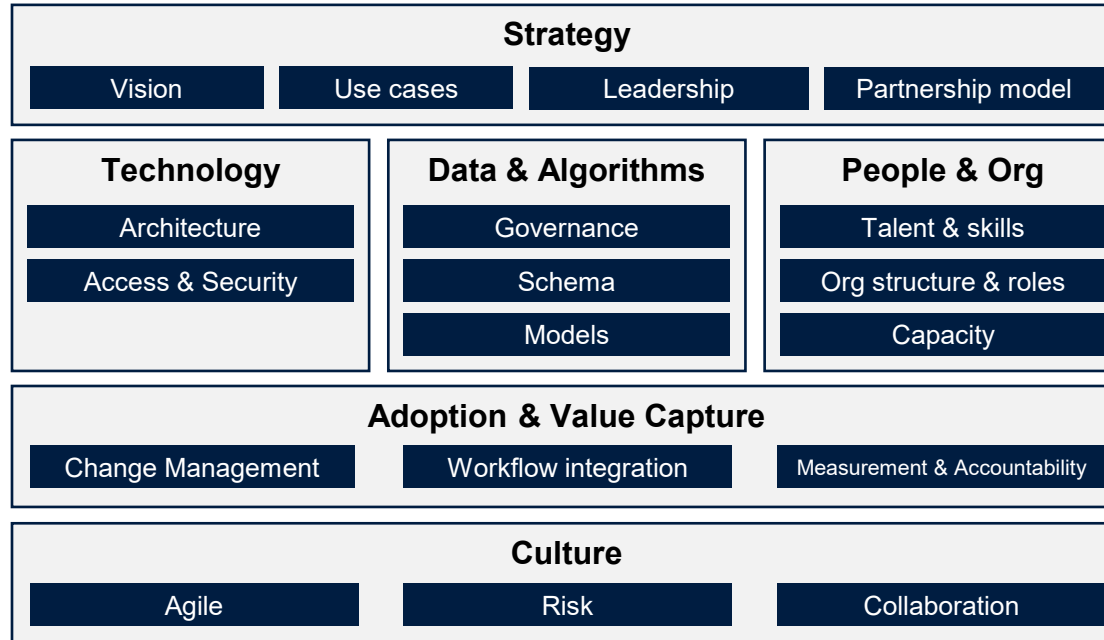 Strategy
Vision
Use cases
Leadership
Partnership model
Technology
Architecture
Access & Security
Data & Algorithms
Governance
Schema
Models
People & Org
Talent & skills
Org structure & roles
Capacity
Adoption & Value Capture
Change Management
Workflow integration
Measurement & Accountability
Culture
Agile
Risk
Collaboration